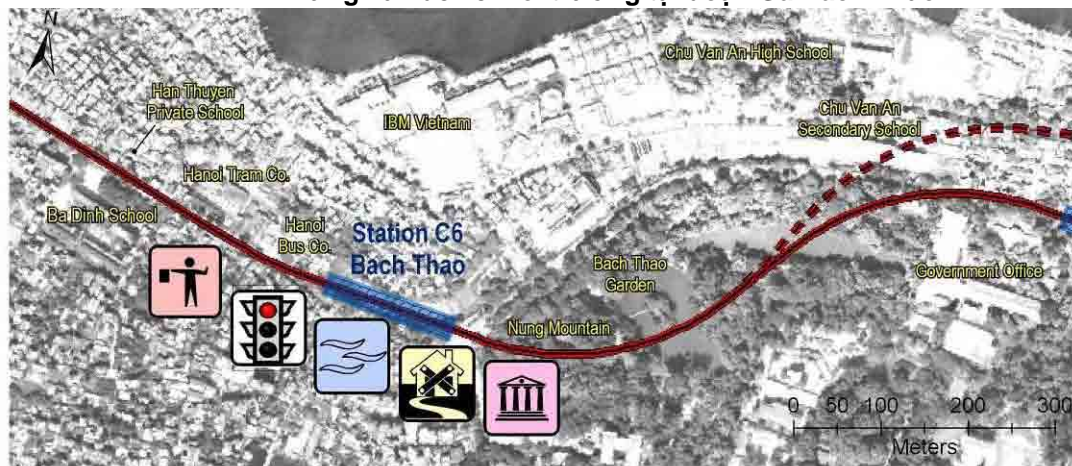 N
Chu Van An High School
Han Thuyen
Private School
IBM Vietnam
Chu Van An
Secondary School
Hanoi Tram Co.
Ba Dinh School
Hanoi
Bus Co.
Station C6
Bach Thao
Bach Thao
Garden
Government Office
Nung Mountain
0 50 100 200 300
Meters